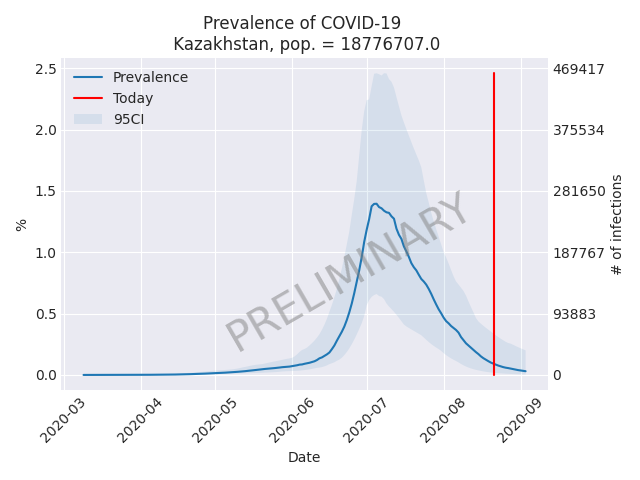 Prevalence of COVID-19
Kazakhstan, pop. = 18776707.0
Prevalence
Today
95CI
2.5
2.0
1.5
1.0
0.5
0.0
%
469417
375534
281650
187767
93883
0
# of infections
PRELIMINARY
2020-03
2020-04
2020-05
2020-06
2020-07
2020-08
2020-09
Date